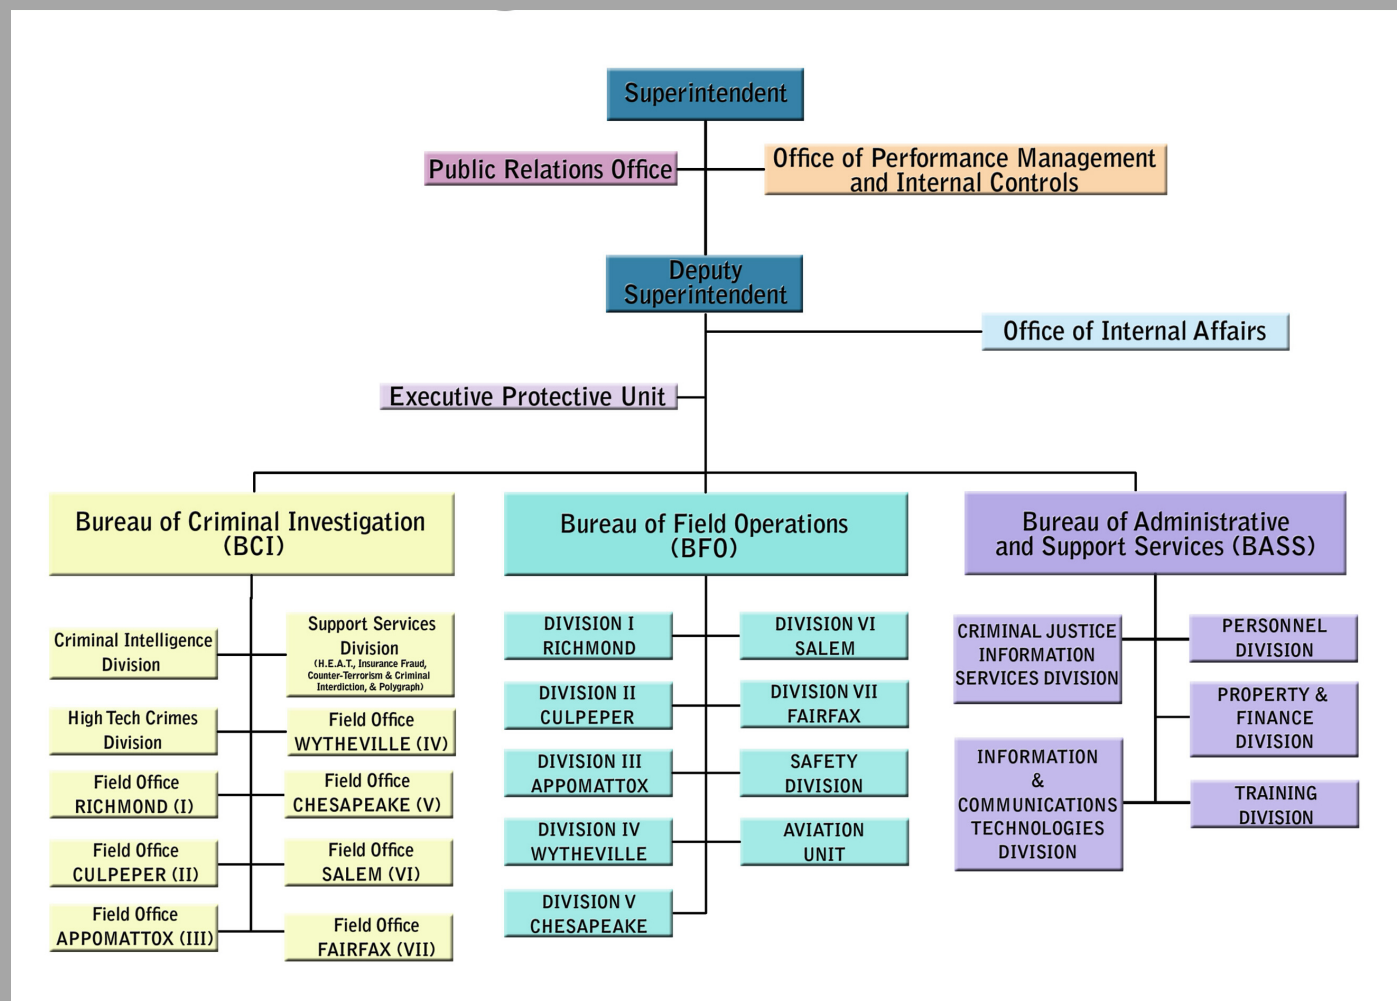 Superintendent
Public Relations Office
Office of Performance Management
and Internal Controls
Deputy
Superintendent
Office of Internal Affairs
Executive Protective Unit
Bureau of Criminal Investigation
(BCI)
Criminal Intelligence
Division
Support Services
Division
(H.E.A.T., Insurance Fraud,
Counter-Terrorism & Criminal
Interdiction, & Polygraph)
High Tech Crimes
Division
Field Office
WYTHEVILLE (IV)
Field Office
RICHMOND (I)
Field Office
CHESAPEAKE (V)
Field Office
CULPEPER (II)
Field Office
SALEM (VI)
Field Office
APPOMATTOX (III)
Field Office
FAIRFAX (VII)
Bureau of Field Operations
(BFO)
DIVISION I
RICHMOND
DIVISION VI
SALEM
DIVISION II
CULPEPER
DIVISION VII
FAIRFAX
DIVISION III
APPOMATTOX
SAFETY
DIVISION
DIVISION IV
WYTHEVILLE
AVIATION
UNIT
DIVISION V
CHESAPEAKE
Bureau of Administrative
and Support Services (BASS)
CRIMINAL JUSTICE
INFORMATION
SERVICES DIVISION
PERSONNEL
DIVISION
PROPERTY &
FINANCE
DIVISION
INFORMATION
&
COMMUNICATIONS
TECHNOLOGIES
DIVISION
TRAINING
DIVISION